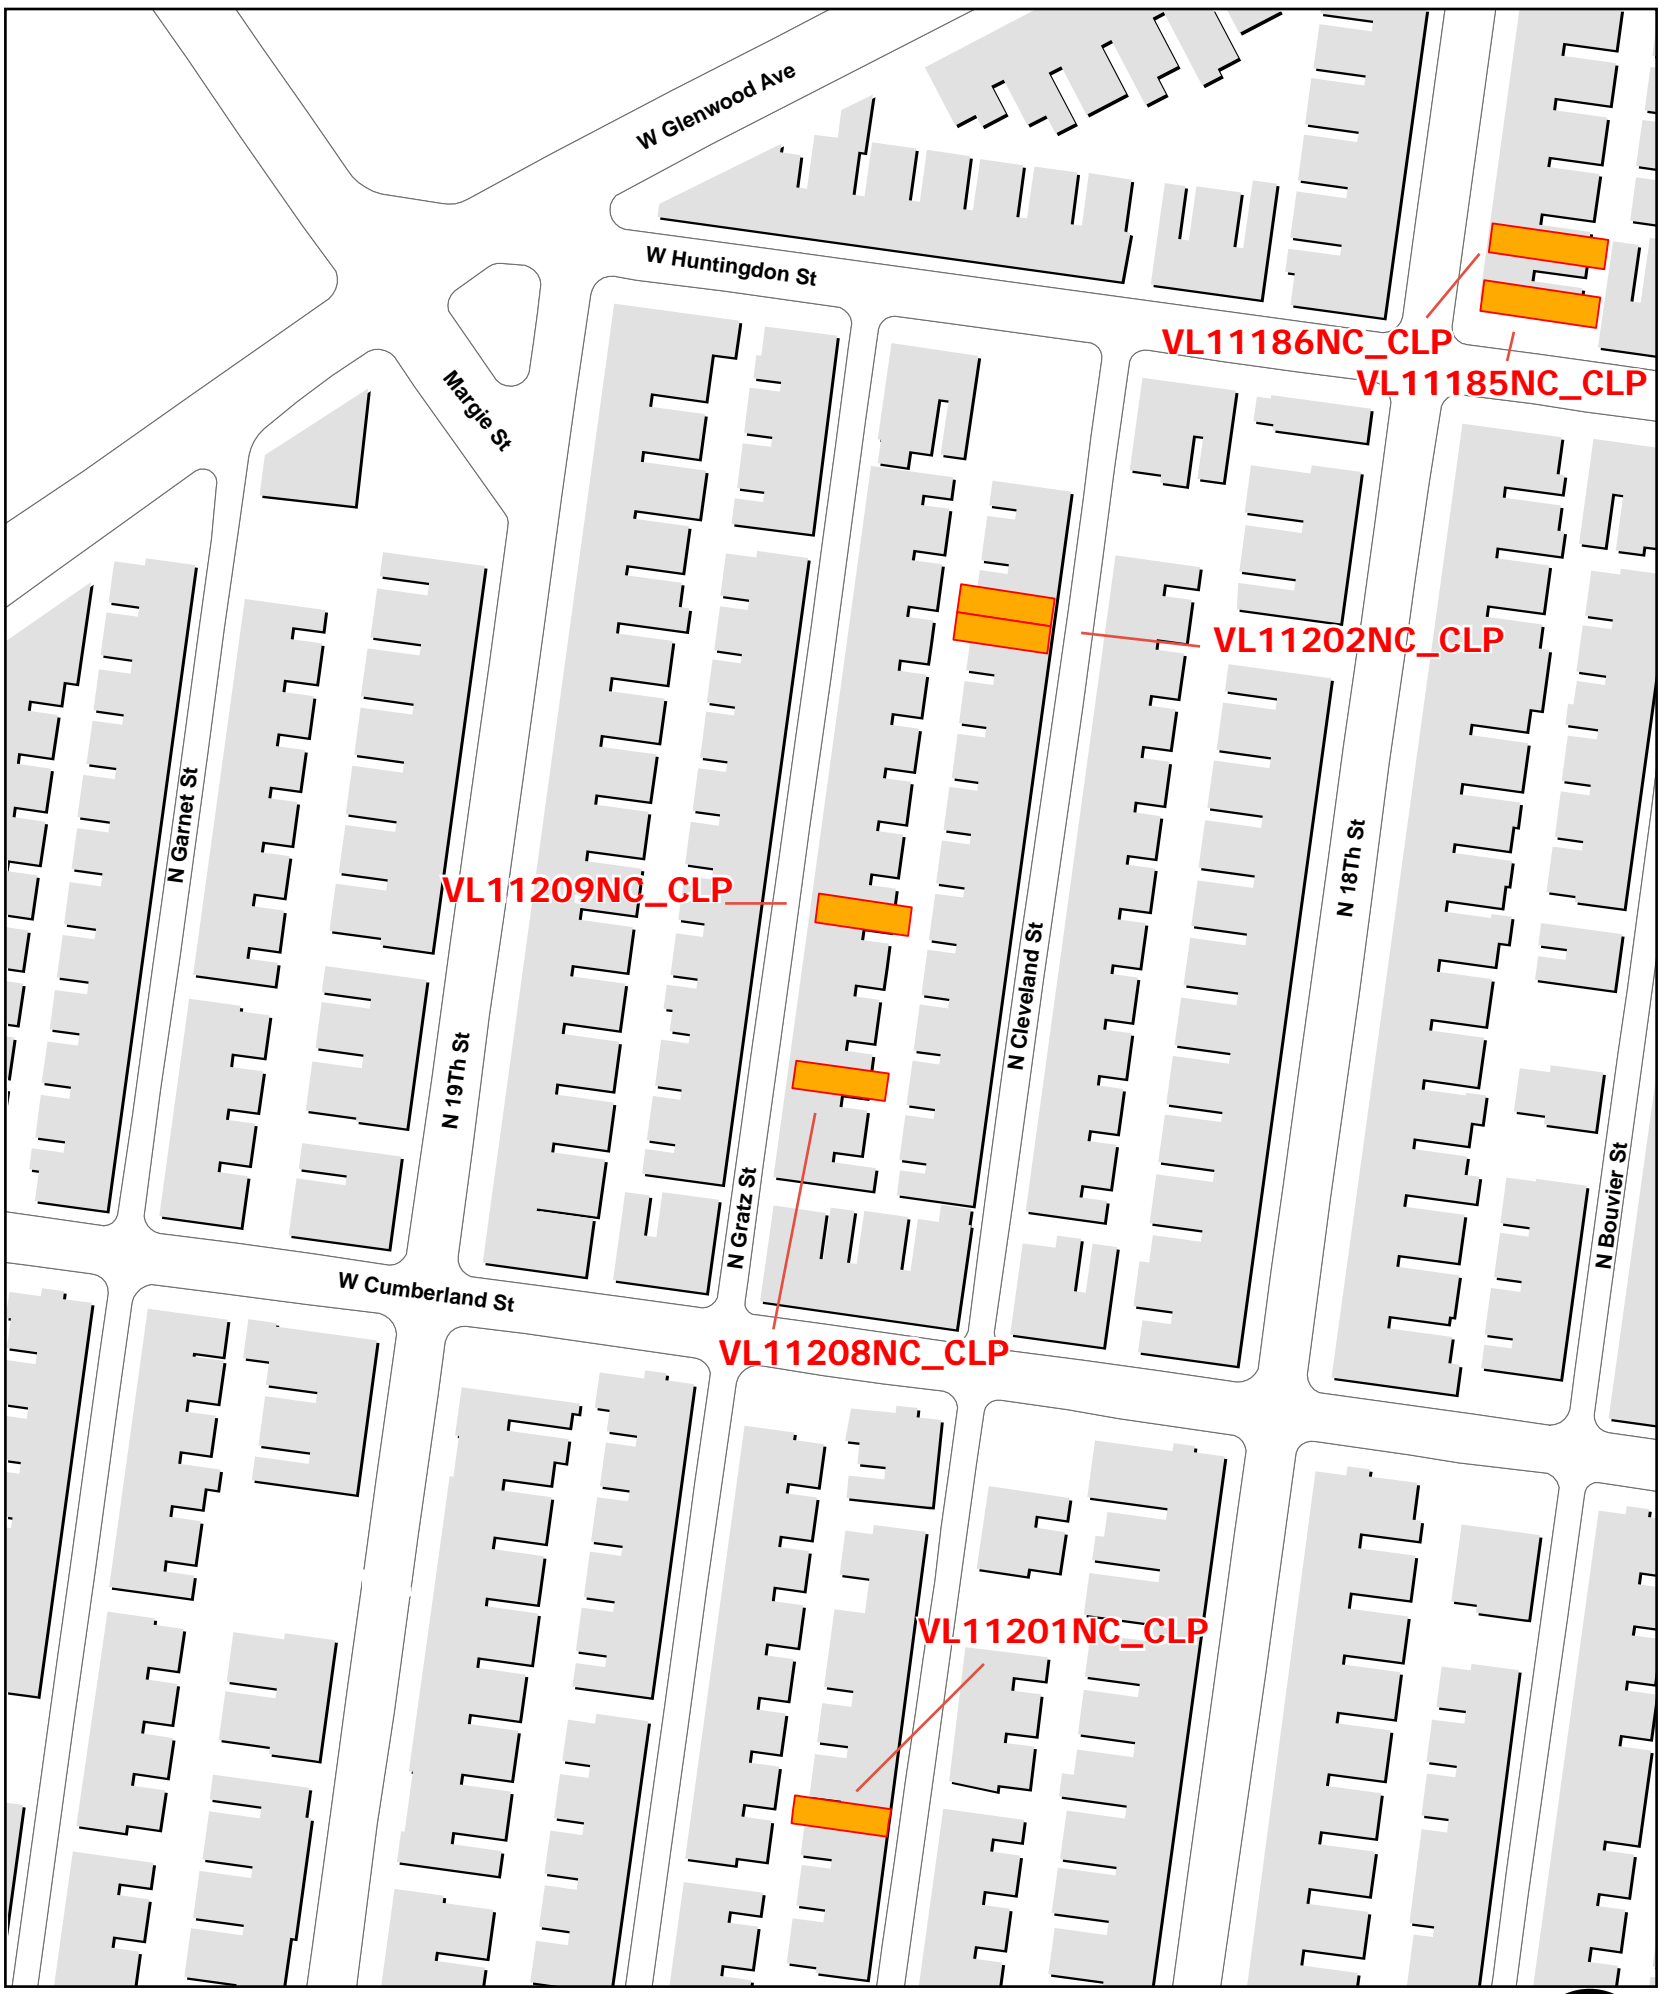 W Glenwood Ave
W Huntingdon St
VL11186NC_CLP
VL11185NC_CLP
Margie St
VL11202NC_CLP
N Garnet St
N 18Th St
VL11209NC_CLP
N Cleveland St
N 19Th St
N Gratz St
N Bouvier St
W Cumberland St
VL11208NC_CLP
VL11201NC_CLP